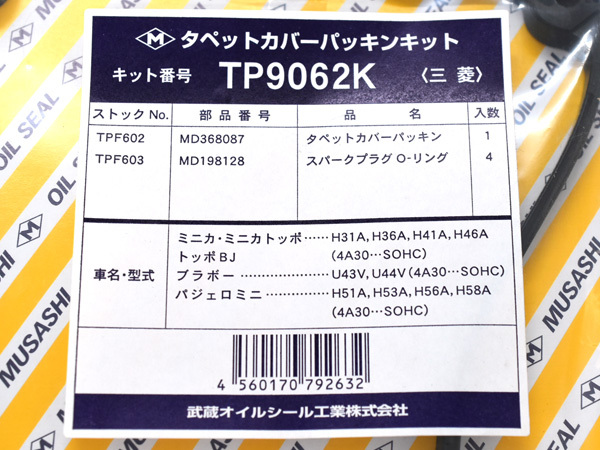 M タペットカバーパッキンキット
キット番号 TP9062K 〈三菱〉
ストック No. 部品番号 品名 入数
TPF602 MD368087 タペットカバーパッキン 1
TPF603 MD198128 スパークプラグ O-リング 4
車名・型式
ミニカ・ミニカトッポ……H31A, H36A, H41A, H46A
トッポBJ (4A30…SOHC)
ブラボー………………U43V, U44V (4A30…SOHC)
パジェロミニ……………H51A, H53A, H56A, H58A
(4A30…SOHC)
4 560170 792632
武蔵オイルシール工業株式会社
MUSASHI M OIL SEAL
MUSASHI
OIL SEAL
MUSASHI M OIL SEAL